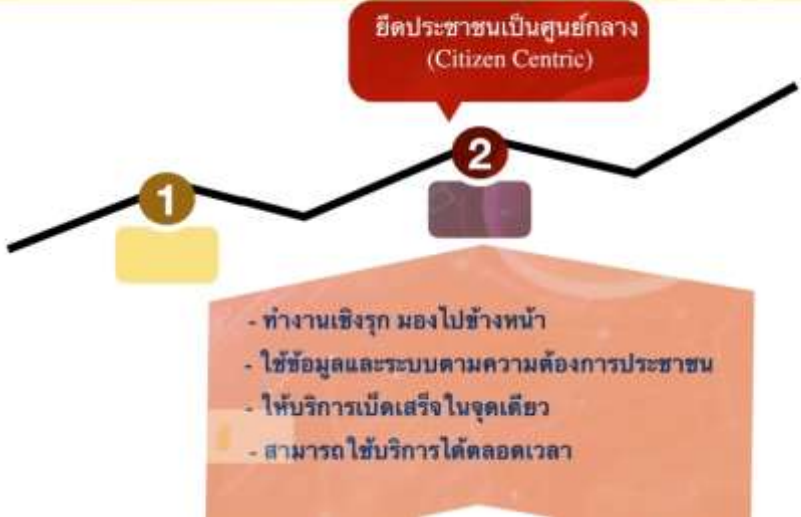 ยึดประชาชนเป็นศูนย์กลาง
(Citizen Centric)
2
1
- ทำงานเชิงรุก มองไปข้างหน้า
- ใช้ข้อมูลและระบบตามความต้องการประชาชน
- ให้บริการเบ็ดเสร็จในจุดเดียว
- สามารถใช้บริการได้ตลอดเวลา